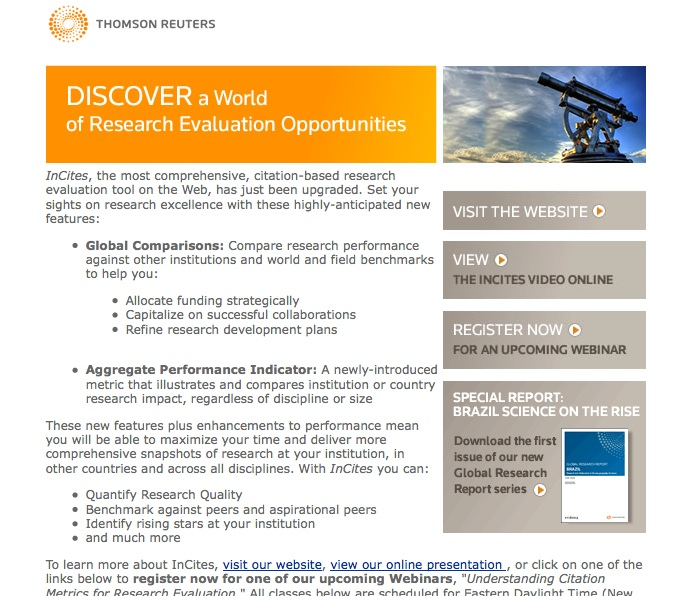 THOMSON REUTERS
DISCOVER a World
of Research Evaluation Opportunities
InCites, the most comprehensive, citation-based research
evaluation tool on the Web, has just been upgraded. Set your
sights on research excellence with these highly-anticipated new
features:
• Global Comparisons: Compare research performance
against other institutions and world and field benchmarks
to help you:
• Allocate funding strategically
• Capitalize on successful collaborations
• Refine research development plans
• Aggregate Performance Indicator: A newly-introduced
metric that illustrates and compares institution or country
research impact, regardless of discipline or size
These new features plus enhancements to performance mean
you will be able to maximize your time and deliver more
comprehensive snapshots of research at your institution, in
other countries and across all disciplines. With InCites you can:
• Quantify Research Quality
• Benchmark against peers and aspirational peers
• Identify rising stars at your institution
• and much more
To learn more about InCites, visit our website, view our online presentation , or click on one of the
links below to register now for one of our upcoming Webinars, "Understanding Citation
Metrics for Research Evaluation." All classes below are scheduled for Eastern Daylight Time (New
VISIT THE WEBSITE
VIEW
THE INCITES VIDEO ONLINE
REGISTER NOW
FOR AN UPCOMING WEBINAR
SPECIAL REPORT:
BRAZIL SCIENCE ON THE RISE
Download the first
issue of our new
Global Research
Report series
GLOBAL RESEARCH REPORT
BRAZIL